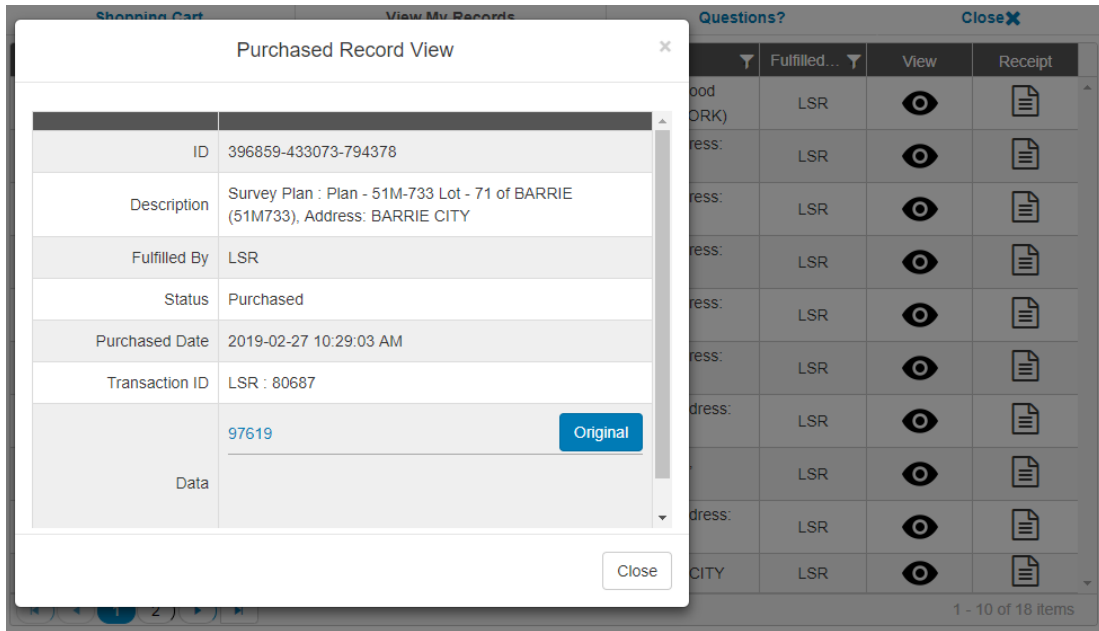 Shopping Cart
View My Records
Questions?
Close✖
Purchased Record View
×
Fulfilled...
View
Receipt
ID
396859-433073-794378
Description
Survey Plan : Plan - 51M-733 Lot - 71 of BARRIE
(51M733), Address: BARRIE CITY
Fulfilled By
LSR
Status
Purchased
Purchased Date
2019-02-27 10:29:03 AM
Transaction ID
LSR : 80687
Data
97619
Original
Close
ood
ORK)
LSR
ress:
LSR
ress:
LSR
ress:
LSR
ress:
LSR
ress:
LSR
dress:
LSR
LSR
dress:
LSR
CITY
LSR
1
2
1 - 10 of 18 items